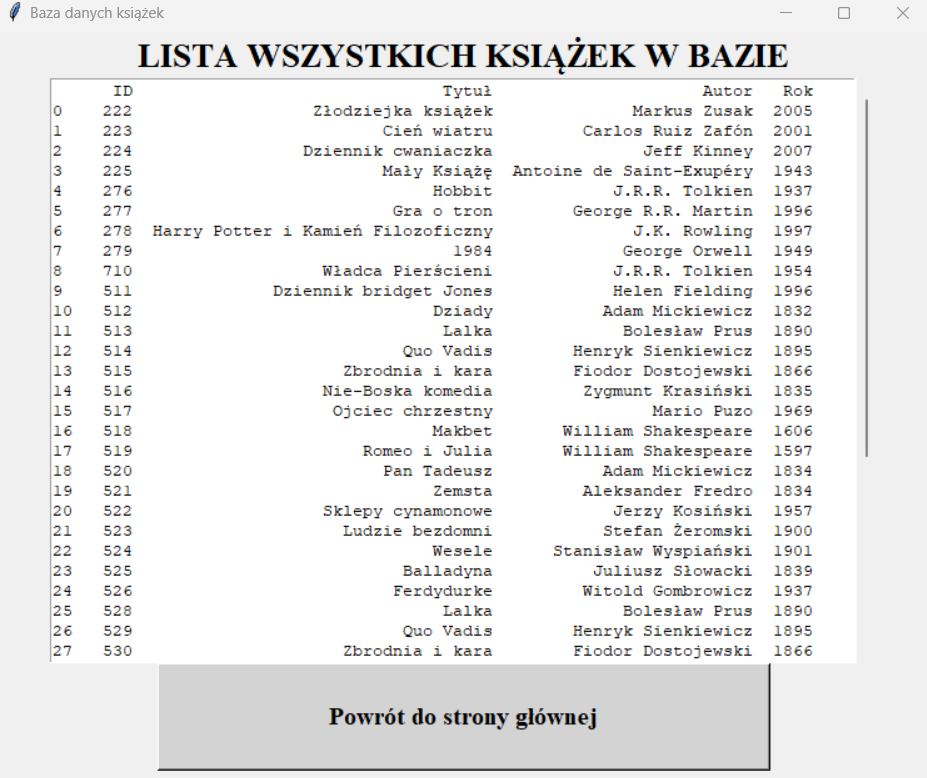 Baza danych książek
LISTA WSZYSTKICH KSIĄŻEK W BAZIE
ID Tytuł Autor Rok
0 222 Złodziejka książek Markus Zusak 2005
1 223 Cień wiatru Carlos Ruiz Zafón 2001
2 224 Dziennik cwaniaczka Jeff Kinney 2007
3 225 Mały Książę Antoine de Saint-Exupéry 1943
4 276 Hobbit J.R.R. Tolkien 1937
5 277 Gra o tron George R.R. Martin 1996
6 278 Harry Potter i Kamień Filozoficzny J.K. Rowling 1997
7 279 1984 George Orwell 1949
8 710 Władca Pierścieni J.R.R. Tolkien 1954
9 511 Dziennik bridget Jones Helen Fielding 1996
10 512 Dziady Adam Mickiewicz 1832
11 513 Lalka Bolesław Prus 1890
12 514 Quo Vadis Henryk Sienkiewicz 1895
13 515 Zbrodnia i kara Fiodor Dostojewski 1866
14 516 Nie-Boska komedia Zygmunt Krasiński 1835
15 517 Ojciec chrzestny Mario Puzo 1969
16 518 Makbet William Shakespeare 1606
17 519 Romeo i Julia William Shakespeare 1597
18 520 Pan Tadeusz Adam Mickiewicz 1834
19 521 Zemsta Aleksander Fredro 1834
20 522 Sklepy cynamonowe Jerzy Kosiński 1957
21 523 Ludzie bezdomni Stefan Żeromski 1900
22 524 Wesele Stanisław Wyspiański 1901
23 525 Balladyna Juliusz Słowacki 1839
24 526 Ferdydurke Witold Gombrowicz 1937
25 528 Lalka Bolesław Prus 1890
26 529 Quo Vadis Henryk Sienkiewicz 1895
27 530 Zbrodnia i kara Fiodor Dostojewski 1866
Powrót do strony głównej